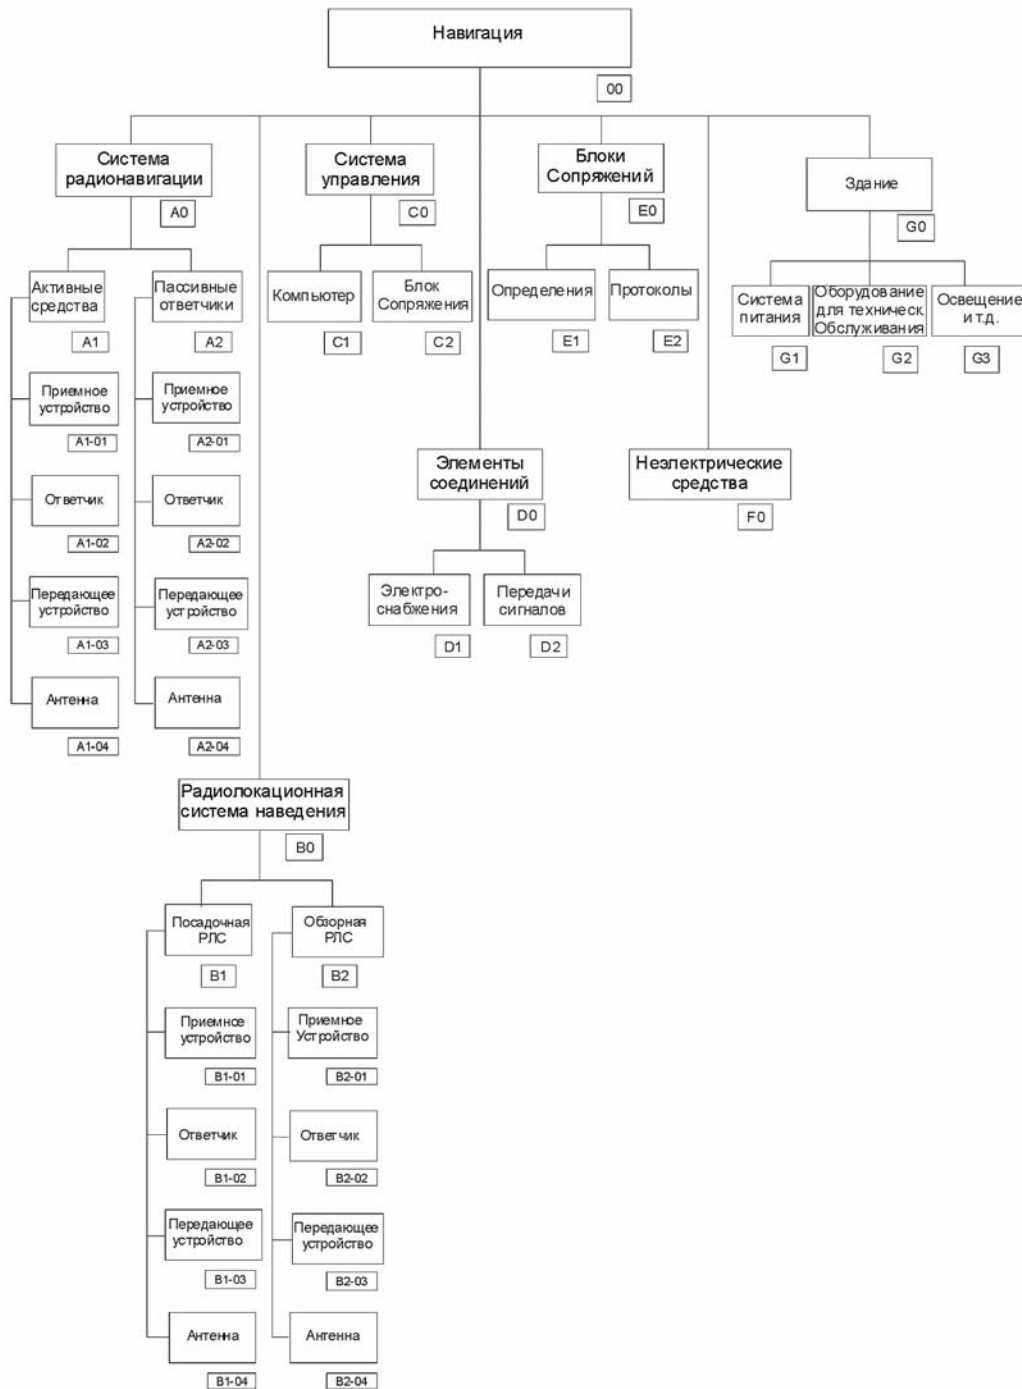 Навигация
00
Система
радионавигации
A0
Система
управления
C0
Блоки
Сопряжений
E0
Здание
G0
Активные
средства
A1
Пассивные
ответчики
A2
Компьютер
C1
Блок
Сопряжения
C2
Определения
E1
Протоколы
E2
Система
питания
G1
Оборудование
для техническ.
Обслуживания
G2
Освещение
и т.д.
G3
Приемное
устройство
A1-01
Приемное
устройство
A2-01
Ответчик
A1-02
Ответчик
A2-02
Передающее
устройство
A1-03
Передающее
устройство
A2-03
Антенна
A1-04
Антенна
A2-04
Элементы
соединений
D0
Неэлектрические
средства
F0
Электро-
снабжения
D1
Передачи
сигналов
D2
Радиолокационная
система наведения
B0
Посадочная
РЛС
B1
Обзорная
РЛС
B2
Приемное
устройство
B1-01
Приемное
Устройство
B2-01
Ответчик
B1-02
Ответчик
B2-02
Передающее
устройство
B1-03
Передающее
устройство
B2-03
Антенна
B1-04
Антенна
B2-04